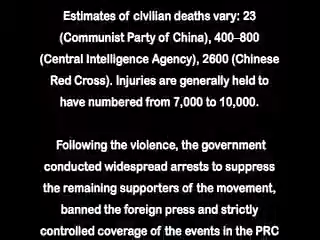 Estimates of civilian deaths vary: 23
(Communist Party of China), 400–800
(Central Intelligence Agency), 2600 (Chinese
Red Cross). Injuries are generally held to
have numbered from 7,000 to 10,000.
Following the violence, the government
conducted widespread arrests to suppress
the remaining supporters of the movement,
banned the foreign press and strictly
controlled coverage of the events in the PRC